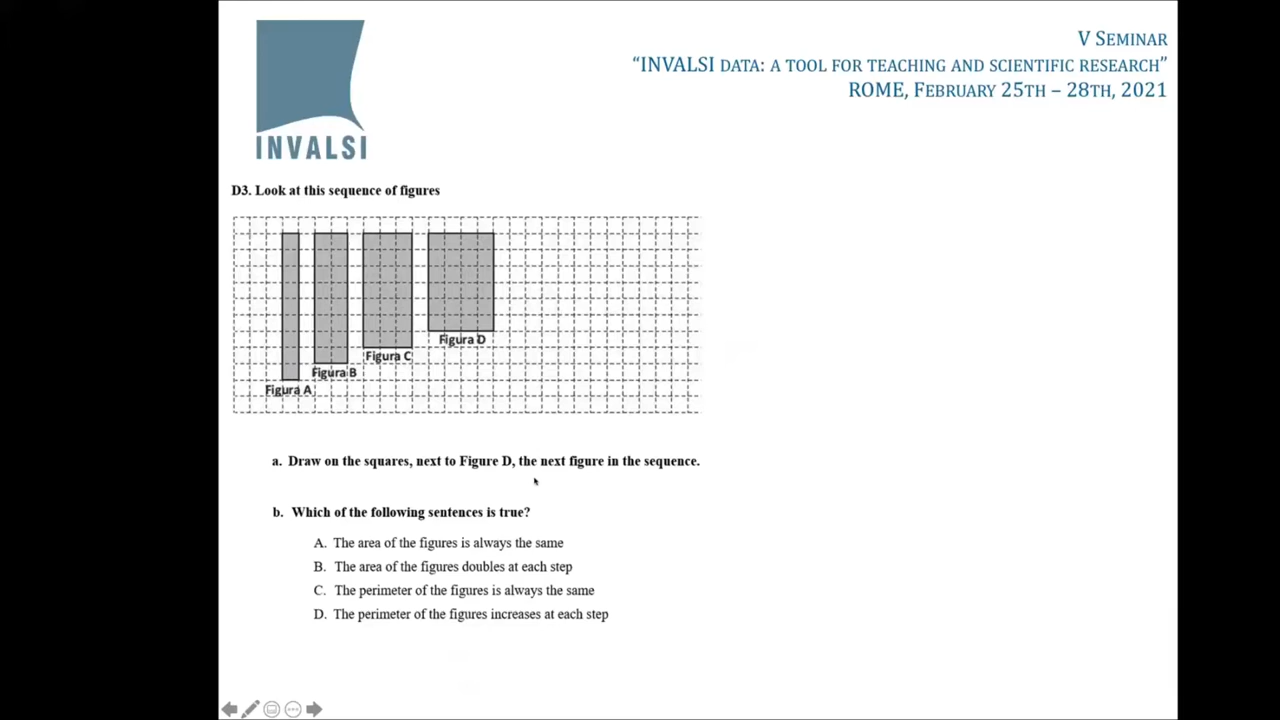 INVALSI
V SEMINAR
“INVALSI DATA: A TOOL FOR TEACHING AND SCIENTIFIC RESEARCH”
ROME, FEBRUARY 25TH – 28TH, 2021
D3. Look at this sequence of figures
Figura A
Figura B
Figura C
Figura D
a. Draw on the squares, next to Figure D, the next figure in the sequence.
b. Which of the following sentences is true?
A. The area of the figures is always the same
B. The area of the figures doubles at each step
C. The perimeter of the figures is always the same
D. The perimeter of the figures increases at each step